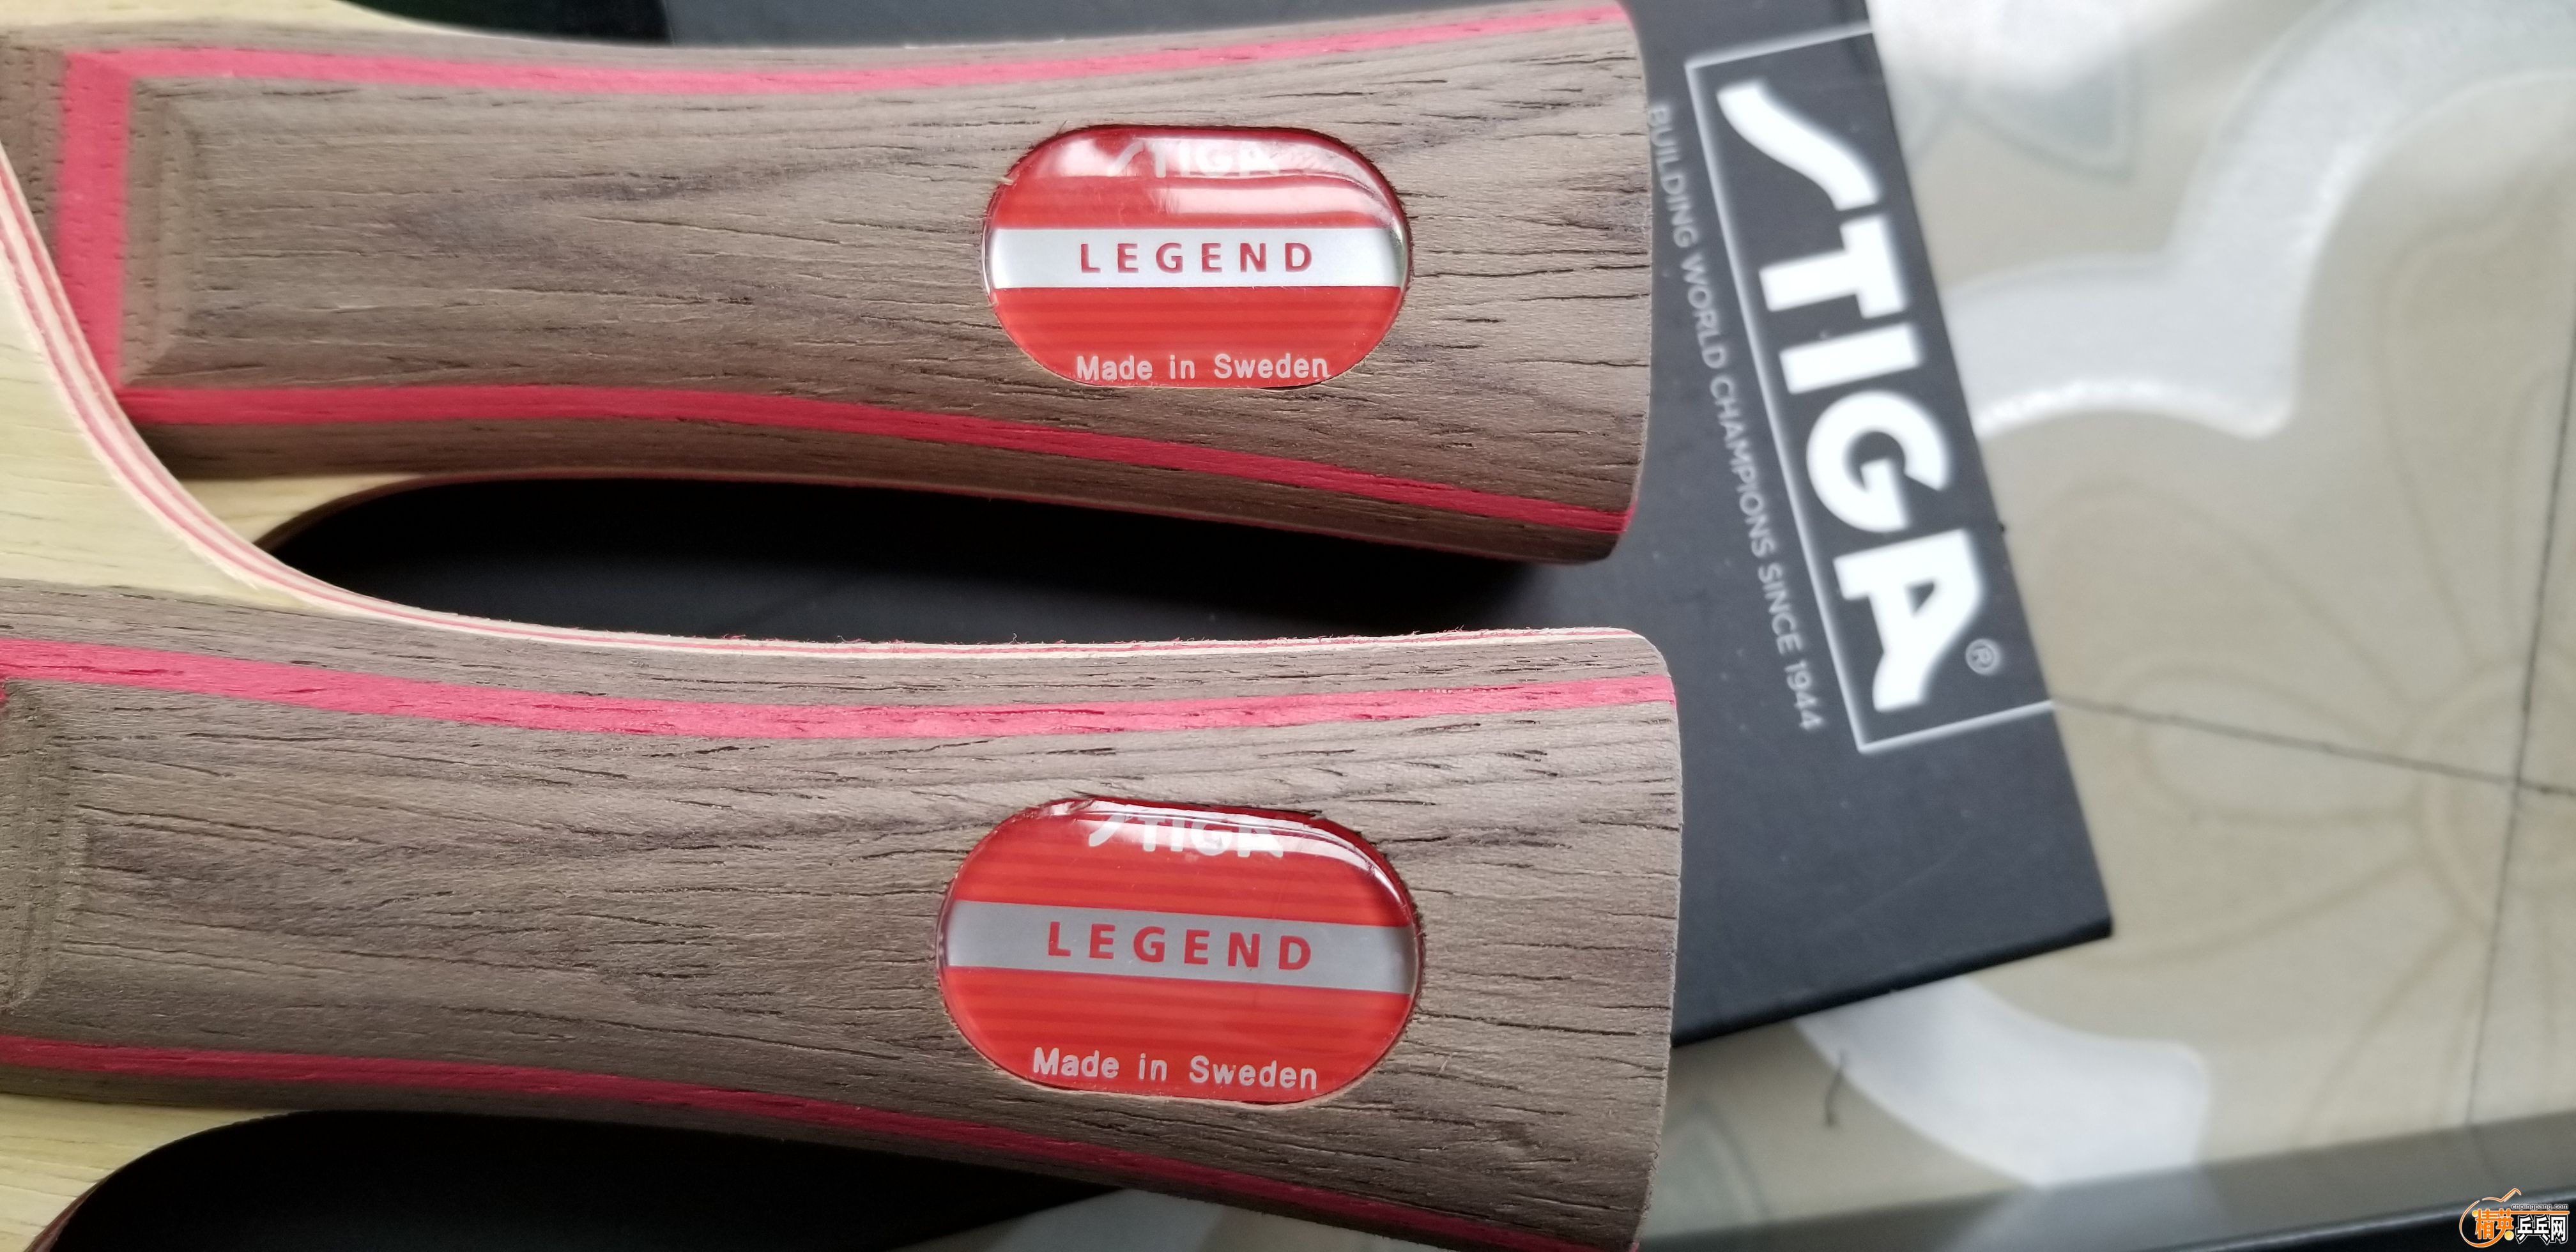 STIGA
LEGEND
Made in Sweden
STIGA
LEGEND
Made in Sweden
STIGA®
BUILDING WORLD CHAMPIONS SINCE 1944
精英乒乓网